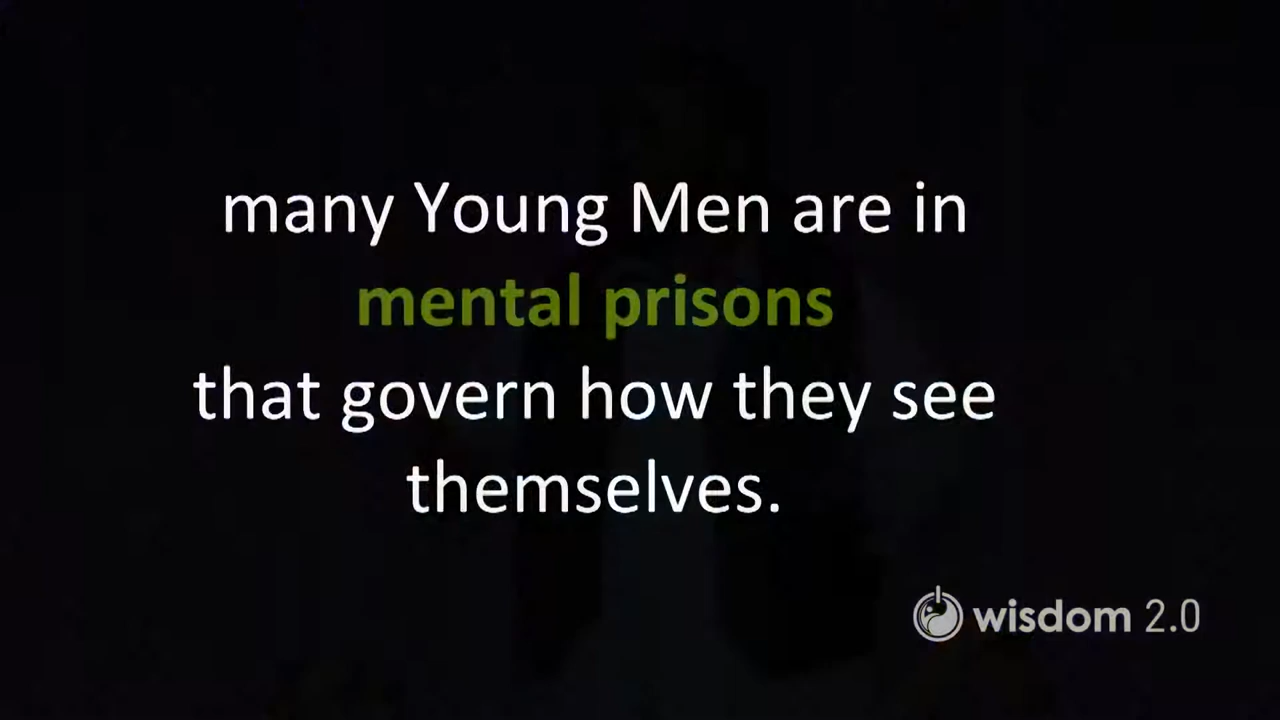 many Young Men are in
mental prisons
that govern how they see
themselves.
wisdom 2.0